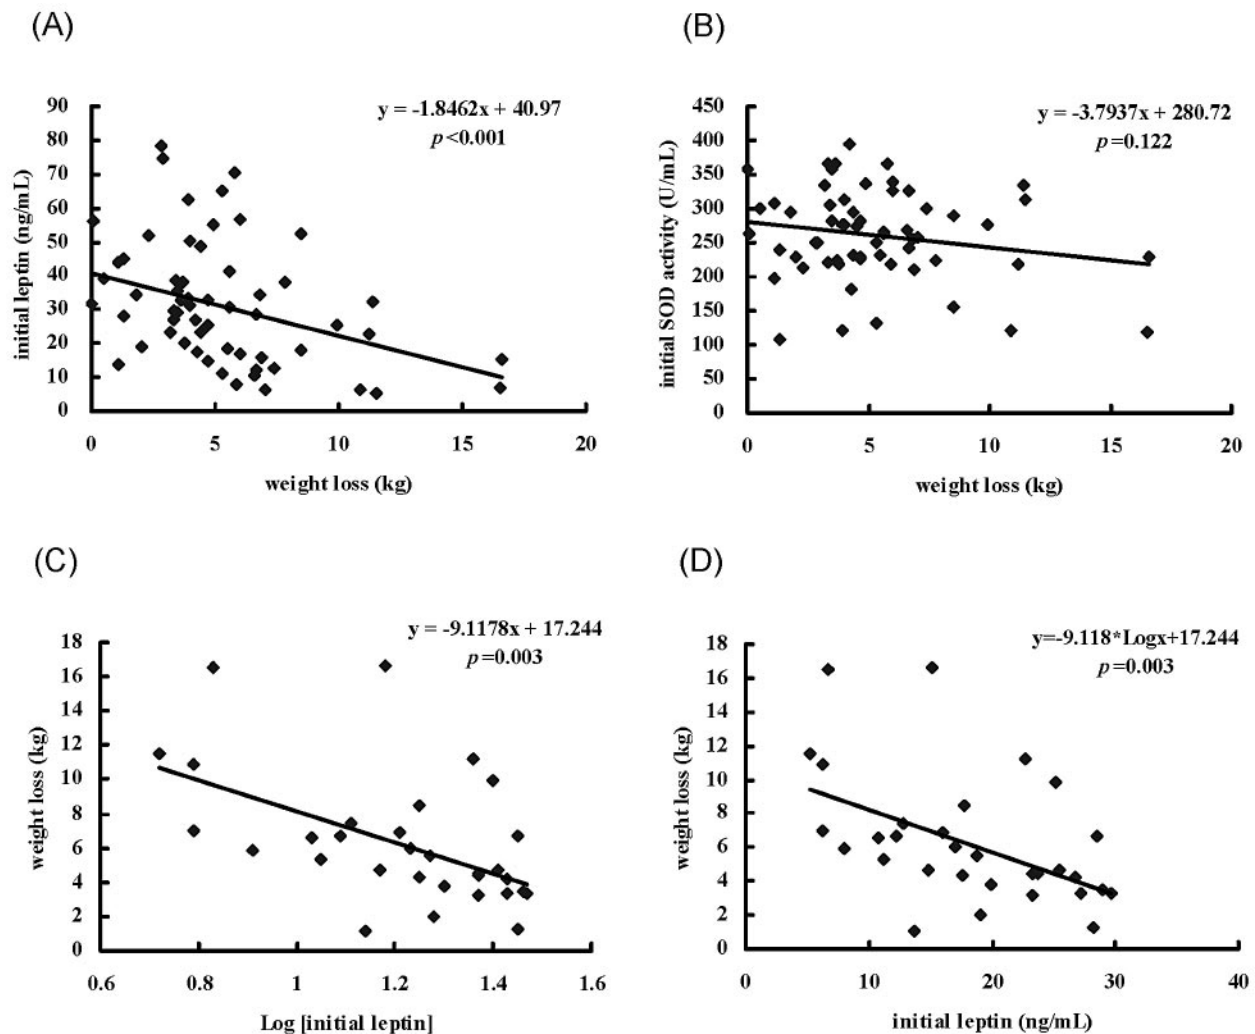 (A)
y = -1.8462x + 40.97
p<0.001
initial leptin (ng/mL)
90
80
70
60
50
40
30
20
10
0
0 5 10 15 20
weight loss (kg)
(B)
y = -3.7937x + 280.72
p=0.122
initial SOD activity (U/mL)
450
400
350
300
250
200
150
100
50
0
0 5 10 15 20
weight loss (kg)
(C)
y = -9.1178x + 17.244
p=0.003
weight loss (kg)
18
16
14
12
10
8
6
4
2
0
0.6 0.8 1 1.2 1.4 1.6
Log [initial leptin]
(D)
y=-9.118*Logx+17.244
p=0.003
weight loss (kg)
18
16
14
12
10
8
6
4
2
0
0 10 20 30 40
initial leptin (ng/mL)